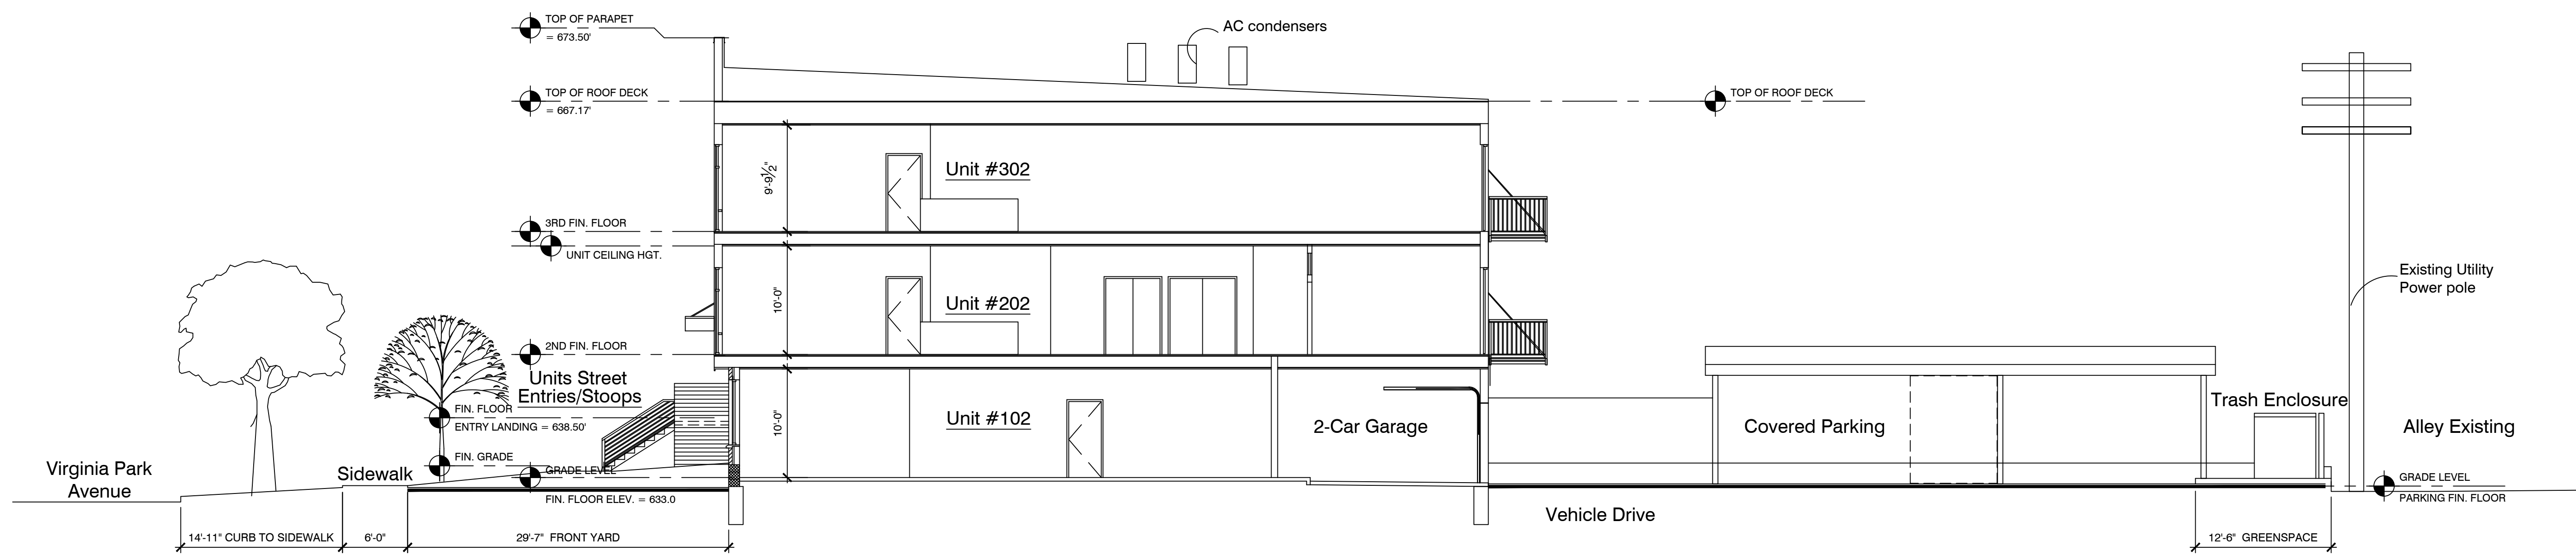 TOP OF PARAPET
= 673.50'
AC condensers
TOP OF ROOF DECK
= 667.17'
TOP OF ROOF DECK
9'-9½"
Unit #302
3RD FIN. FLOOR
UNIT CEILING HGT.
10'-0"
Unit #202
Existing Utility
Power pole
2ND FIN. FLOOR
Units Street
Entries/Stoops
FIN. FLOOR
ENTRY LANDING = 638.50'
10'-0"
Unit #102
2-Car Garage
Covered Parking
Trash Enclosure
Alley Existing
FIN. GRADE
Virginia Park
Avenue
Sidewalk
GRADE LEVEL
FIN. FLOOR ELEV. = 633.0
GRADE LEVEL
PARKING FIN. FLOOR
Vehicle Drive
14'-11" CURB TO SIDEWALK
6'-0"
29'-7" FRONT YARD
12'-6" GREENSPACE